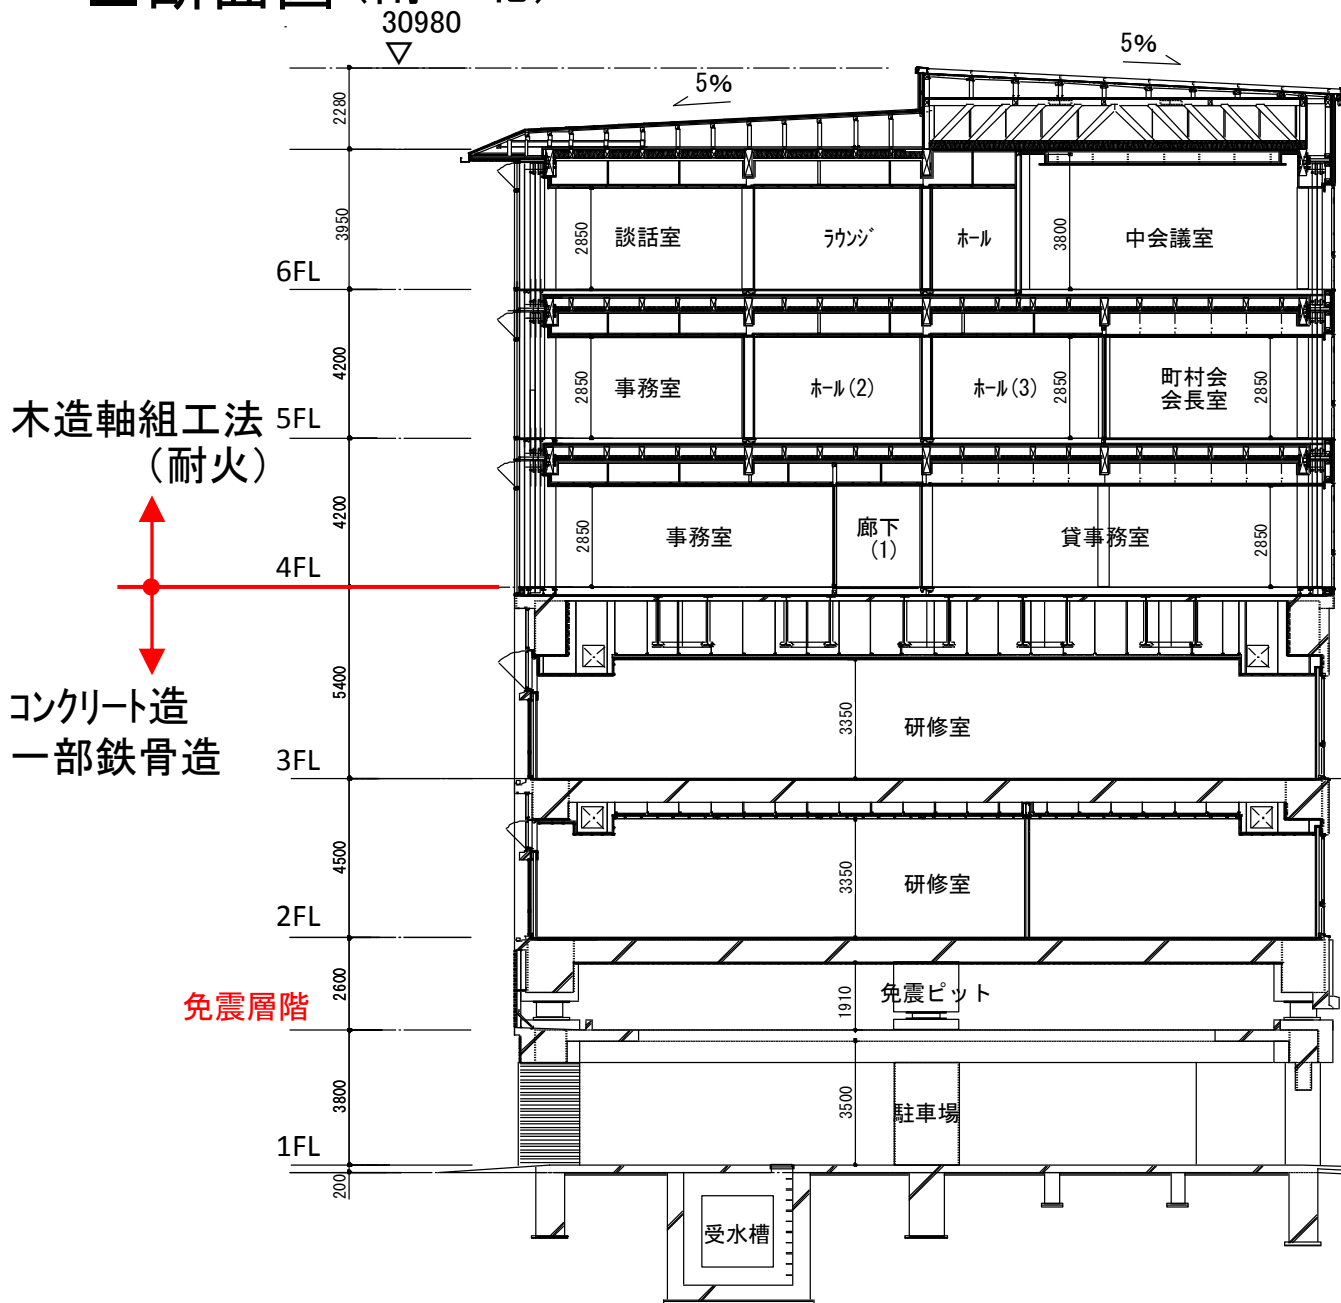 断面図
30980
5%
5%
2280
3950
2850
談話室
ラウンジ
ホール
3800
中会議室
6FL
4200
2850
事務室
ホール(2)
ホール(3)
2850
町村会
会長室
2850
木造軸組工法
(耐火)
5FL
4200
2850
事務室
廊下
(1)
貸事務室
2850
4FL
5400
コンクリート造
一部鉄骨造
3350
研修室
3FL
4500
3350
研修室
2FL
2600
免震層階
1910
免震ピット
3800
3500
駐車場
1FL
200
受水槽